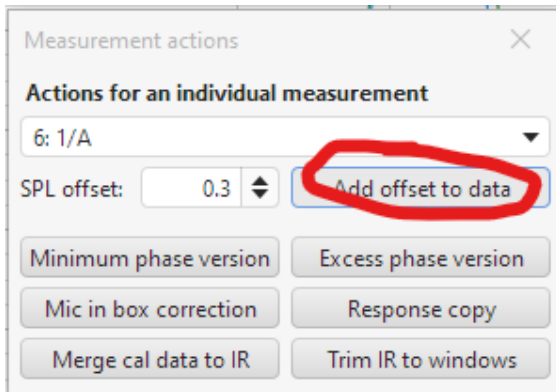 Measurement actions
Actions for an individual measurement
6: 1/A
SPL offset: 0.3 Add offset to data
Minimum phase version Excess phase version
Mic in box correction Response copy
Merge cal data to IR Trim IR to windows